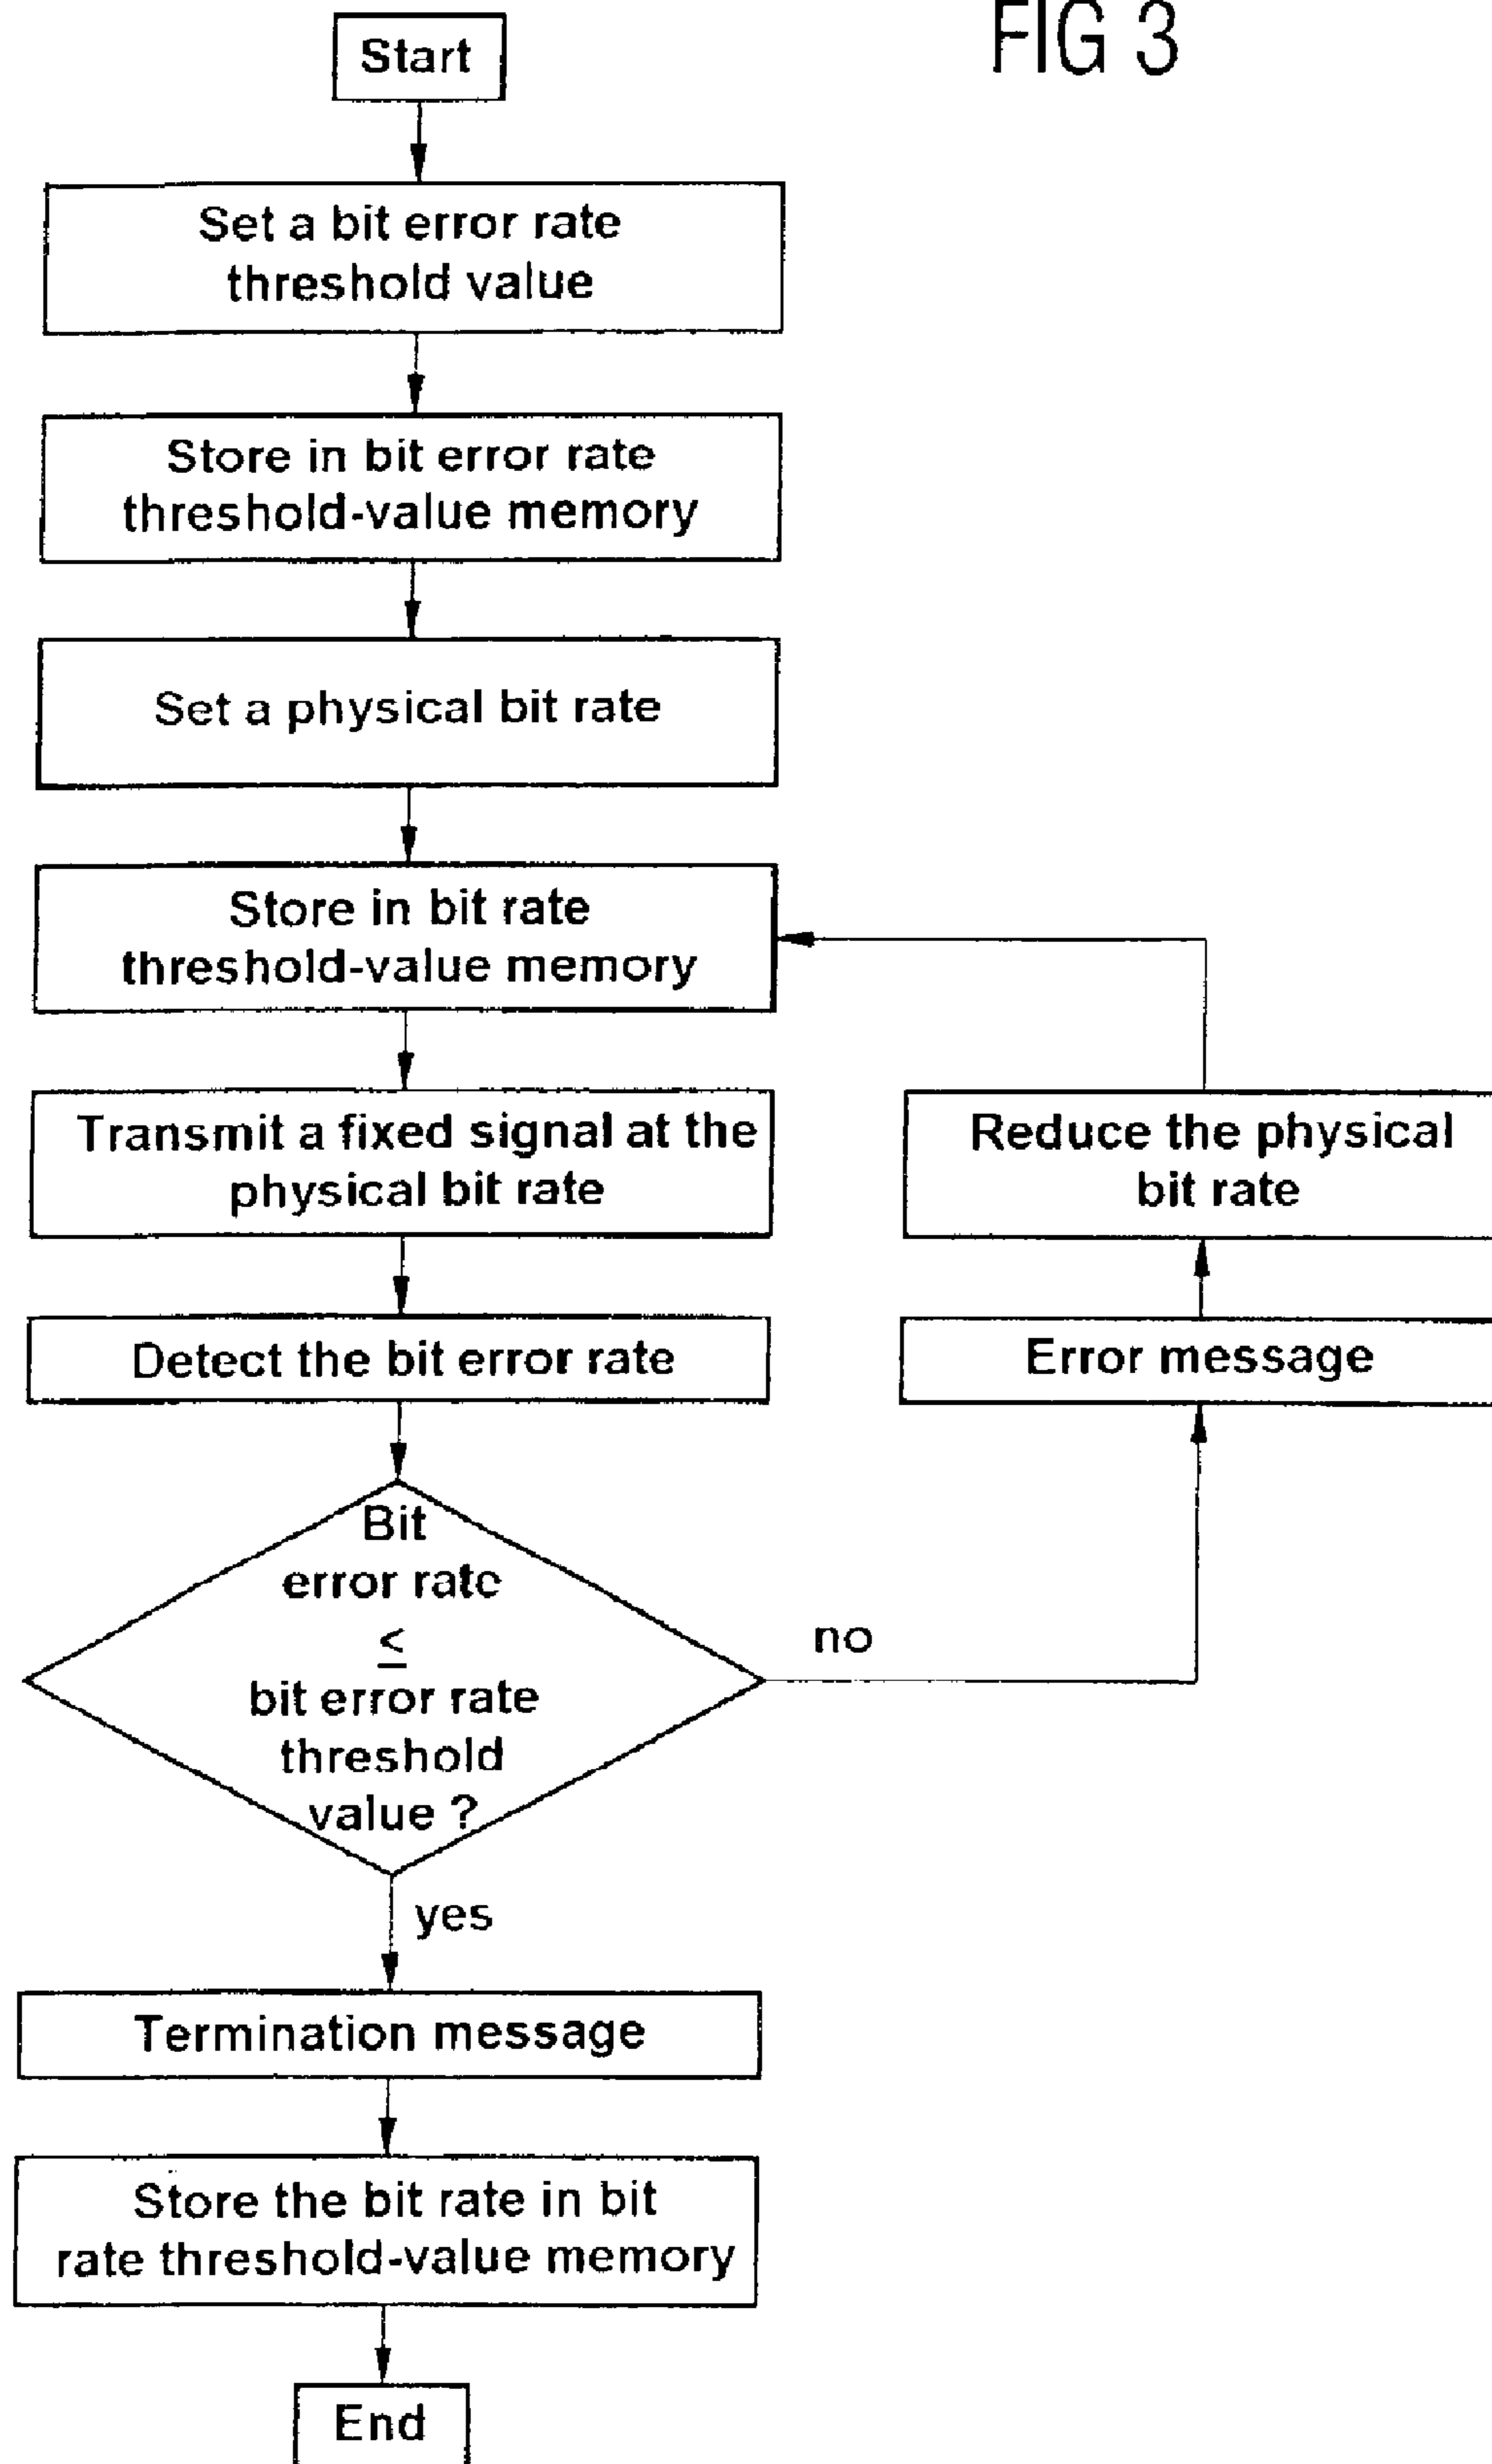 FIG 3
Start
Set a bit error rate
threshold value
Store in bit error rate
threshold-value memory
Set a physical bit rate
Store in bit rate
threshold-value memory
Transmit a fixed signal at the
physical bit rate
Reduce the physical
bit rate
Detect the bit error rate
Error message
Bit
error rate
≤
bit error rate
threshold
value ?
no
yes
Termination message
Store the bit rate in bit
rate threshold-value memory
End